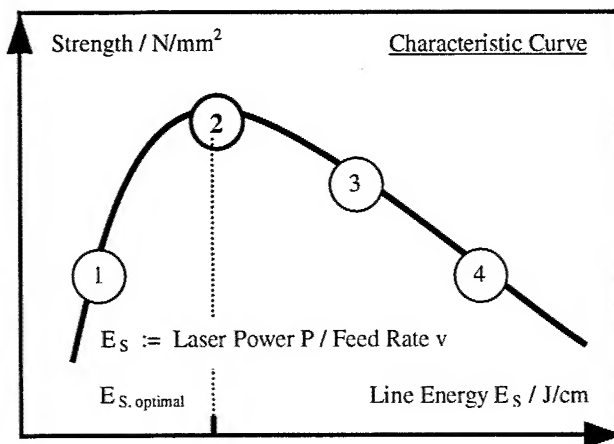 Strength / N/mm²
Characteristic Curve
2
3
1
4
E_S := Laser Power P / Feed Rate v
E_S. optimal
Line Energy E_S / J/cm